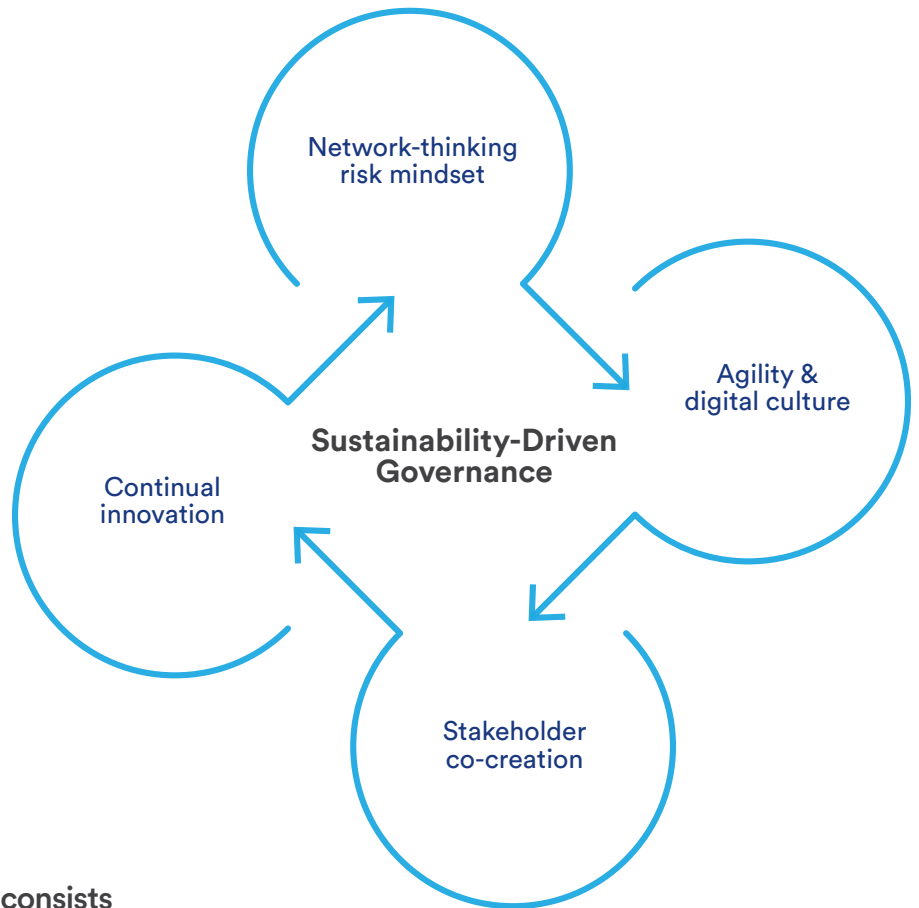 Network-thinking
risk mindset
Agility &
digital culture
Sustainability-Driven
Governance
Continual
innovation
Stakeholder
co-creation
consists